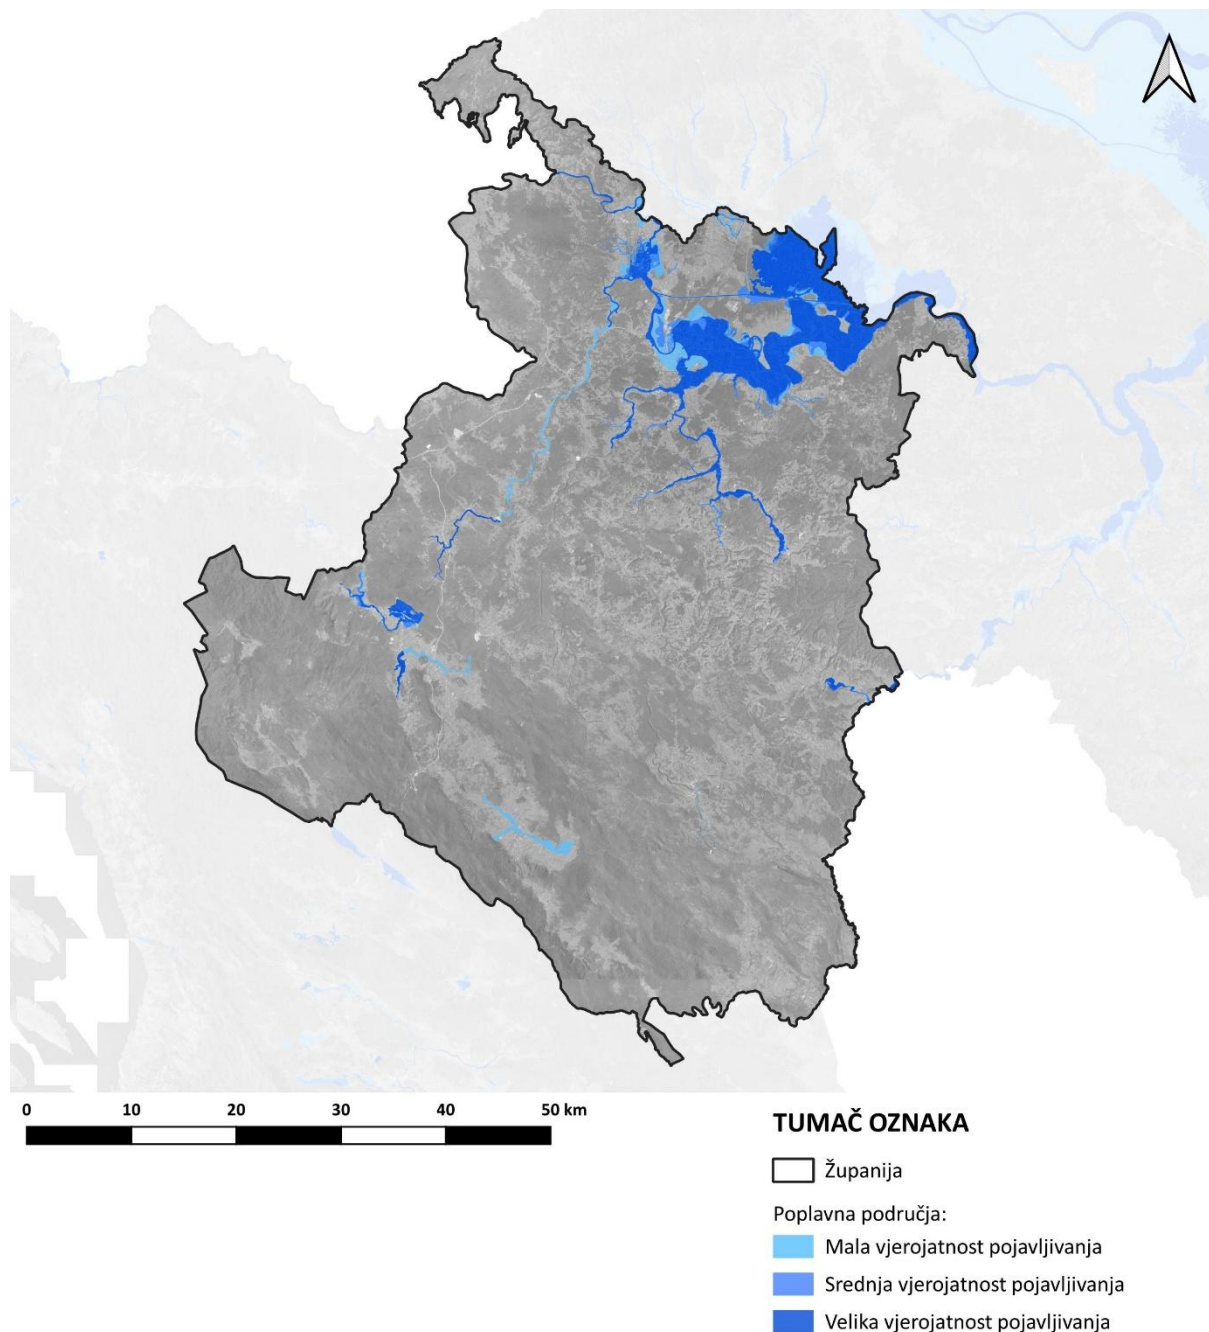 0 10 20 30 40 50 km
TUMAČ OZNAKA
Županija
Poplavna područja:
Mala vjerojatnost pojavljivanja
Srednja vjerojatnost pojavljivanja
Velika vjerojatnost pojavljivanja